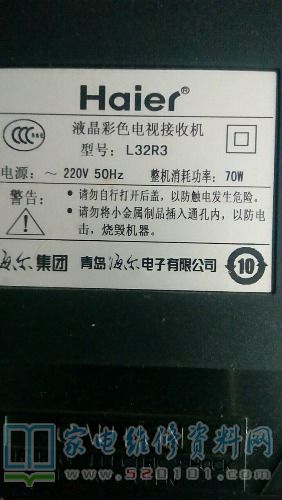 Haier®
液晶彩色电视接收机
型号: L32R3
电源: ~ 220V 50Hz 整机消耗功率: 70W
警告: ● 请勿自行打开后盖，以防触电发生危险。
● 请勿将小金属制品插入通孔内，以防电
击，烧毁机器。
海尔集团 青岛海尔电子有限公司 10
家电维修资料网
www.520101.com